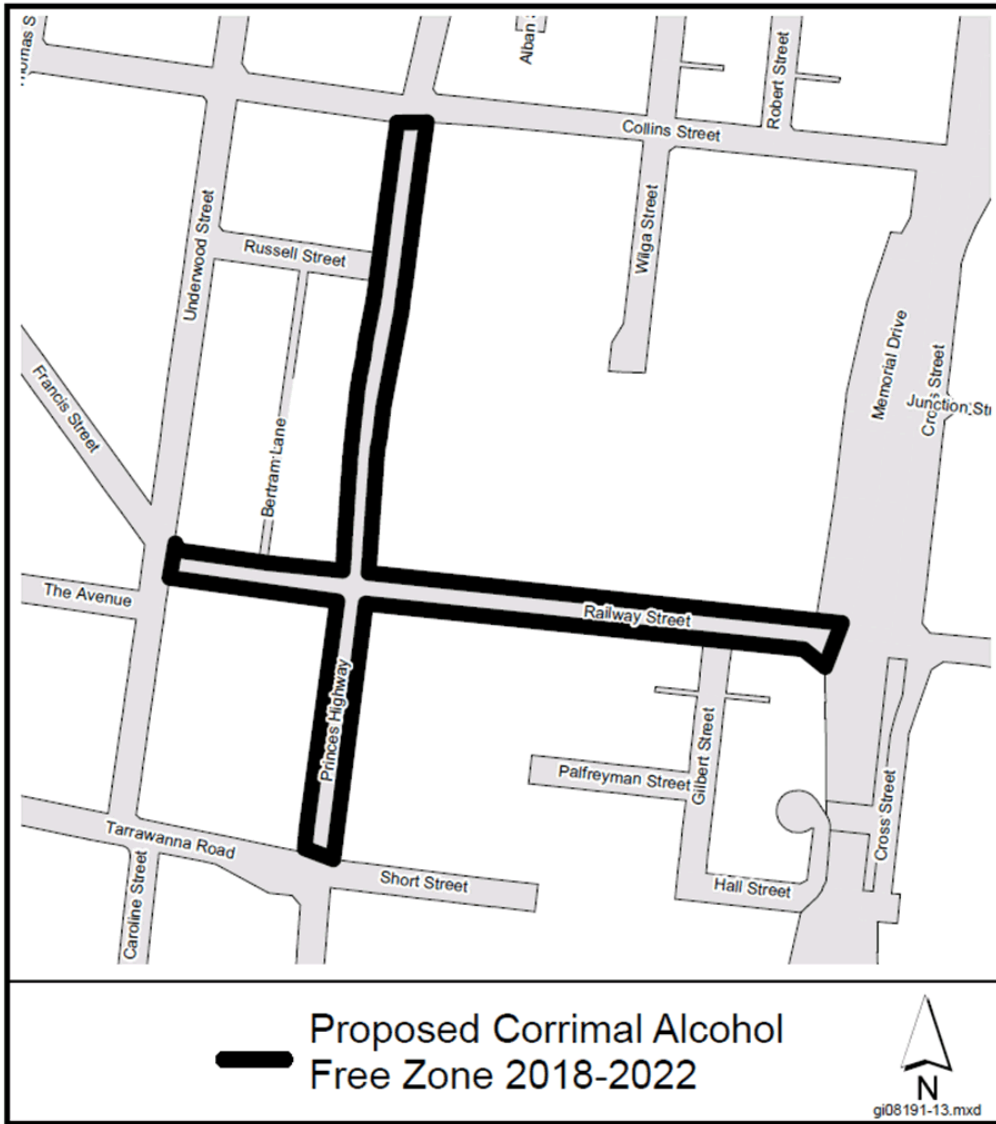 Alban
Robert Street
Collins Street
Wilga Street
Underwood Street
Russell Street
Memorial Drive
Cross Street
Junction
Francis Street
Bertram Lane
The Avenue
Railway Street
Princes Highway
Gilbert Street
Palfreyman Street
Cross Street
Tarrawanna Road
Short Street
Hall Street
Caroline Street
Proposed Corrimal Alcohol
Free Zone 2018-2022
N
gi08191-13.mxd